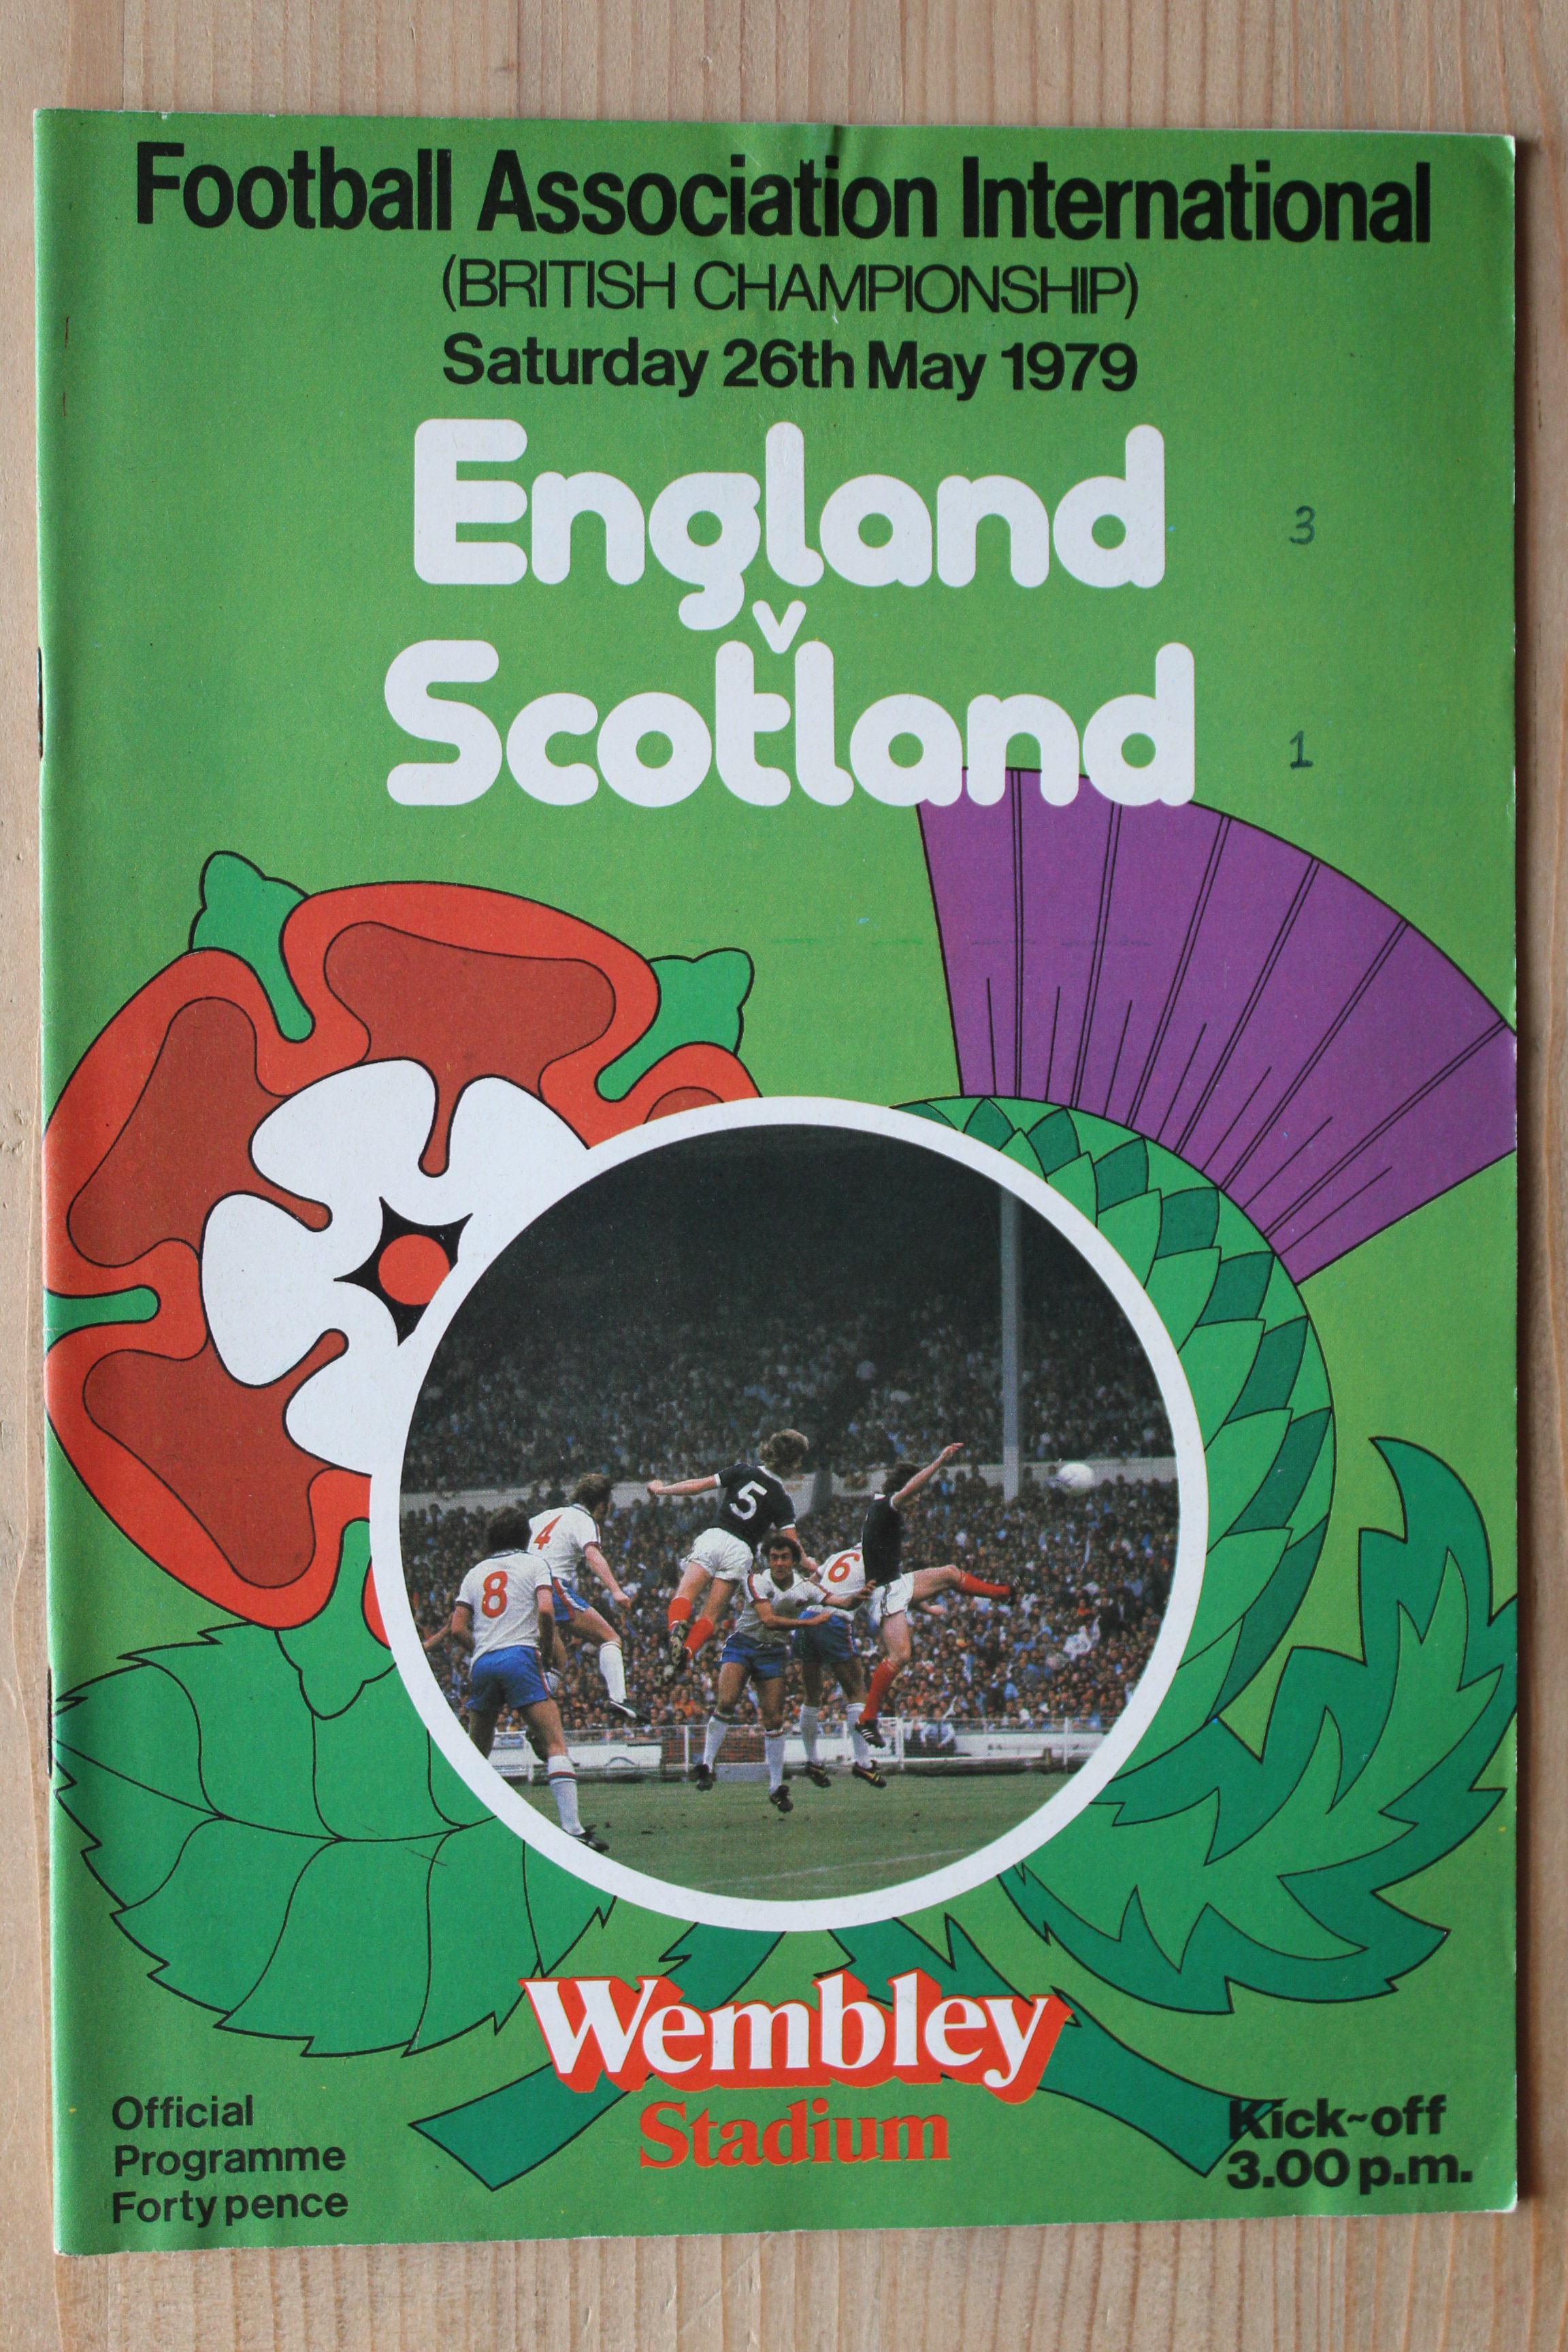 Football Association International
(BRITISH CHAMPIONSHIP)
Saturday 26th May 1979
England 3
v
Scotland 1
5
4
8
6
Wembley
Stadium
Official
Programme
Forty pence
Kick~off
3.00 p.m.